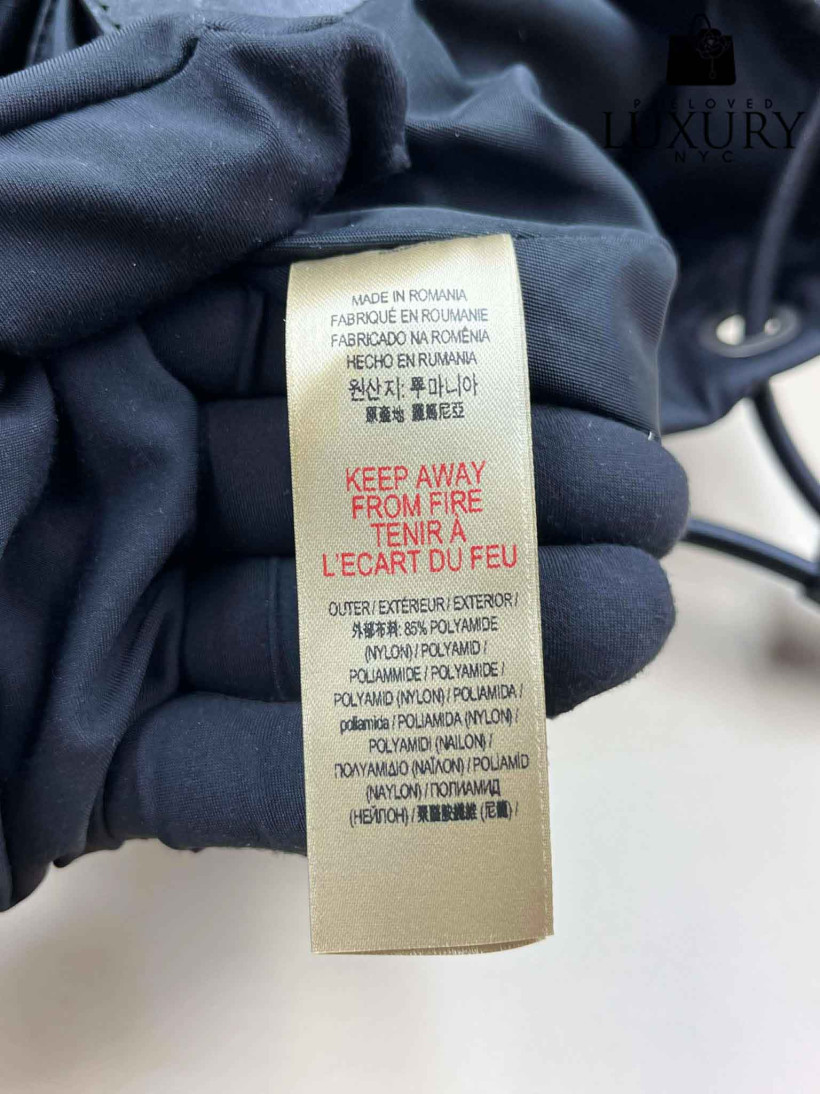 PRELOVED
LUXURY
NYC
MADE IN ROMANIA
FABRIQUÉ EN ROUMANIE
FABRICADO NA ROMÊNIA
HECHO EN RUMANIA
원산지: 루마니아
原產地 羅馬尼亞
KEEP AWAY
FROM FIRE
TENIR À
L'ECART DU FEU
OUTER / EXTÉRIEUR / EXTERIOR /
外部布料: 85% POLYAMIDE
(NYLON) / POLYAMID /
POLIAMMIDE / POLYAMIDE /
POLYAMID (NYLON) / POLIAMIDA /
poliamida / POLIAMIDA (NYLON) /
POLYAMIDI (NAILON) /
ΠΟΛΥΑΜΙΔΙΟ (ΝΑΪΛΟΝ) / POLİAMİD
(NAYLON) / ПОЛИАМИД
(НЕЙЛОН) / 聚醯胺纖維 (尼龍) /